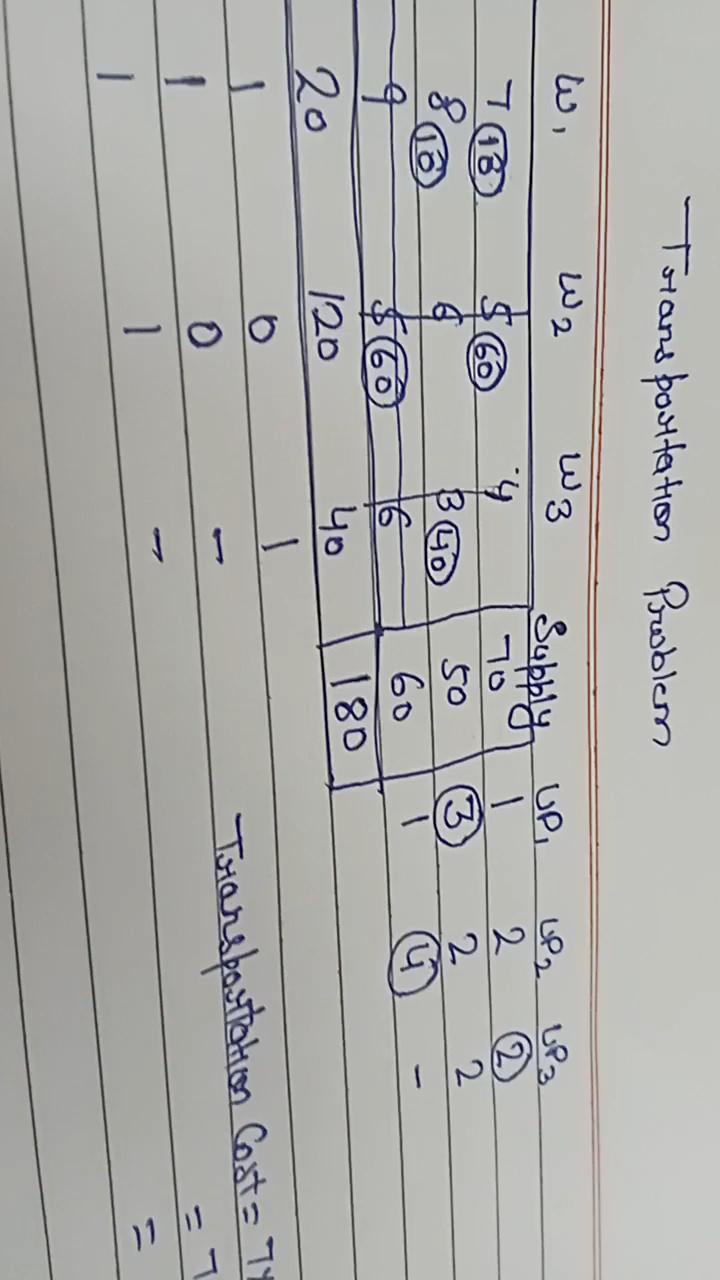 Transportation Problem
W1 W2 W3 Supply UP1 UP2 UP3
7 10 5 60 4 70 1 2 2
8 10 6 3 40 50 3 2 2
9 5 60 6 60 1 4 -
20 120 40 180
1 0 1
1 0 -
1 1 -
Transportation Cost = 7x
= 7
=